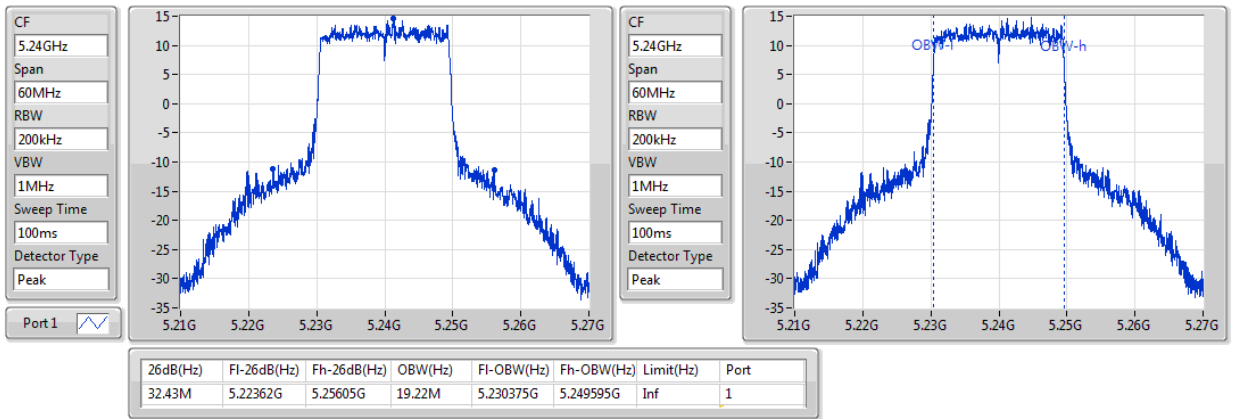 CF
5.24GHz
Span
60MHz
RBW
200kHz
VBW
1MHz
Sweep Time
100ms
Detector Type
Peak
Port 1
15
10
5
0
-5
-10
-15
-20
-25
-30
-35
5.21G 5.22G 5.23G 5.24G 5.25G 5.26G 5.27G
CF
5.24GHz
Span
60MHz
RBW
200kHz
VBW
1MHz
Sweep Time
100ms
Detector Type
Peak
15
10
5
0
-5
-10
-15
-20
-25
-30
-35
OBW-l OBW-h
5.21G 5.22G 5.23G 5.24G 5.25G 5.26G 5.27G
26dB(Hz) Fl-26dB(Hz) Fh-26dB(Hz) OBW(Hz) Fl-OBW(Hz) Fh-OBW(Hz) Limit(Hz) Port
32.43M 5.22362G 5.25605G 19.22M 5.230375G 5.249595G Inf 1